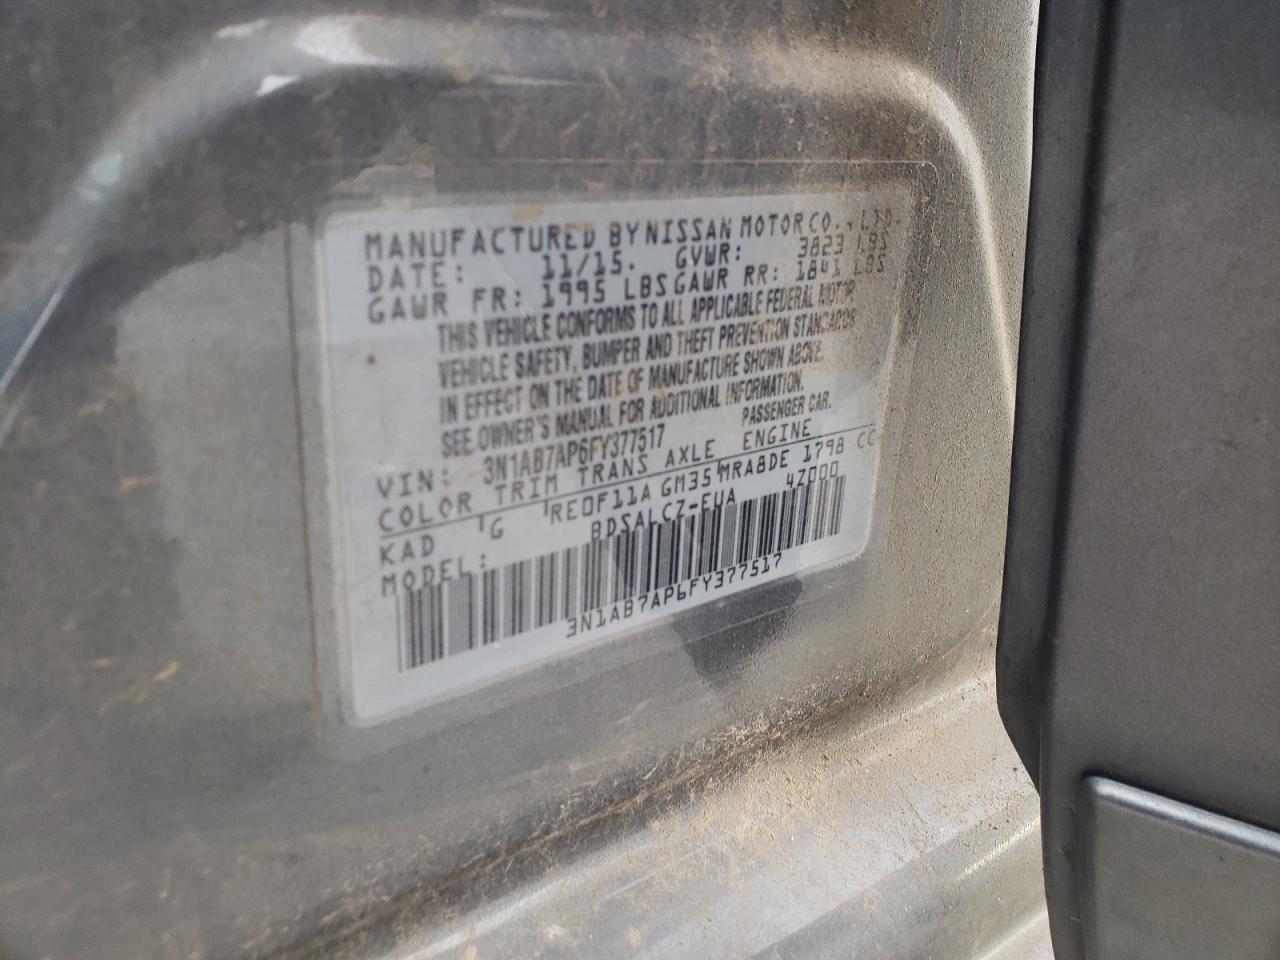 MANUFACTURED BY NISSAN MOTOR CO., LTD.
DATE: 11/15. GVWR: 3823 LBS
GAWR FR: 1995 LBS GAWR RR: 1841 LBS
THIS VEHICLE CONFORMS TO ALL APPLICABLE FEDERAL MOTOR
VEHICLE SAFETY, BUMPER AND THEFT PREVENTION STANDARDS
IN EFFECT ON THE DATE OF MANUFACTURE SHOWN ABOVE.
SEE OWNER'S MANUAL FOR ADDITIONAL INFORMATION.
VIN: 3N1AB7AP6FY377517 PASSENGER CAR.
COLOR TRIM TRANS AXLE ENGINE
KAD G RE0F11A GM35 MRA8DE 1798 CC
MODEL: BDSALCZ-EUA 4Z000
3N1AB7AP6FY377517